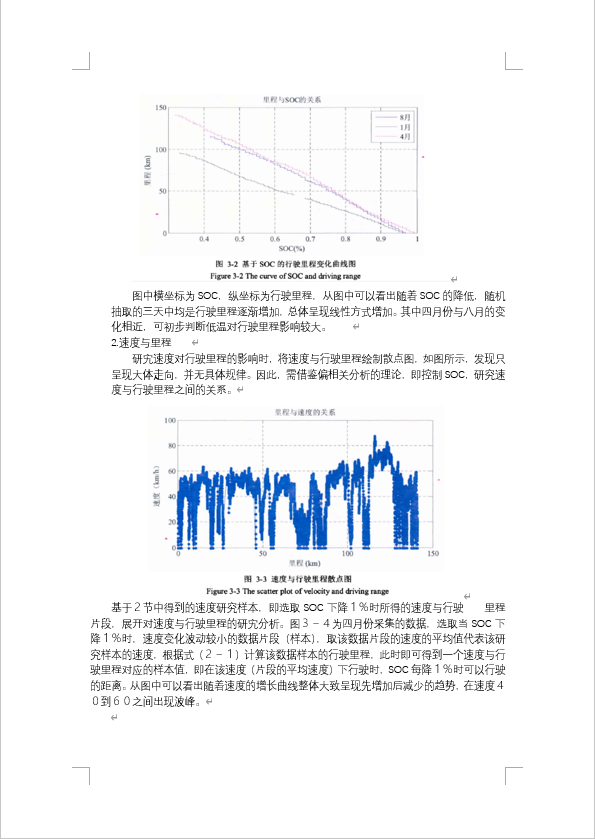 里程与SOC的关系
150
100
50
0
里程 (km)
8月
1月
4月
0.4 0.5 0.6 0.7 0.8 0.9 1
SOC(%)
图 3-2 基于 SOC 的行驶里程变化曲线图
Figure 3-2 The curve of SOC and driving range
图中横坐标为 SOC，纵坐标为行驶里程，从图中可以看出随着 SOC 的降低，随机
抽取的三天中均是行驶里程逐渐增加，总体呈现线性方式增加。其中四月份与八月的变
化相近，可初步判断低温对行驶里程影响较大。
2.速度与里程
研究速度对行驶里程的影响时，将速度与行驶里程绘制散点图，如图所示，发现只
呈现大体走向，并无具体规律。因此，需借鉴偏相关分析的理论，即控制 SOC，研究速
度与行驶里程之间的关系。
里程与速度的关系
100
80
60
40
20
0
速度（km/h）
50 100 150
里程 (km)
图 3-3 速度与行驶里程散点图
Figure 3-3 The scatter plot of velocity and driving range
基于２节中得到的速度研究样本，即选取 SOC 下降１%时所得的速度与行驶 里程
片段，展开对速度与行驶里程的研究分析。图３－４为四月份采集的数据，选取当 SOC 下
降１%时，速度变化波动较小的数据片段（样本），取该数据片段的速度的平均值代表该研
究样本的速度，根据式（２－１）计算该数据样本的行驶里程，此时即可得到一个速度与行
驶里程对应的样本值，即在该速度（片段的平均速度）下行驶时，SOC 每降１%时可以行驶
的距离。从图中可以看出随着速度的增长曲线整体大致呈现先增加后减少的趋势，在速度４
０到６０之间出现波峰。